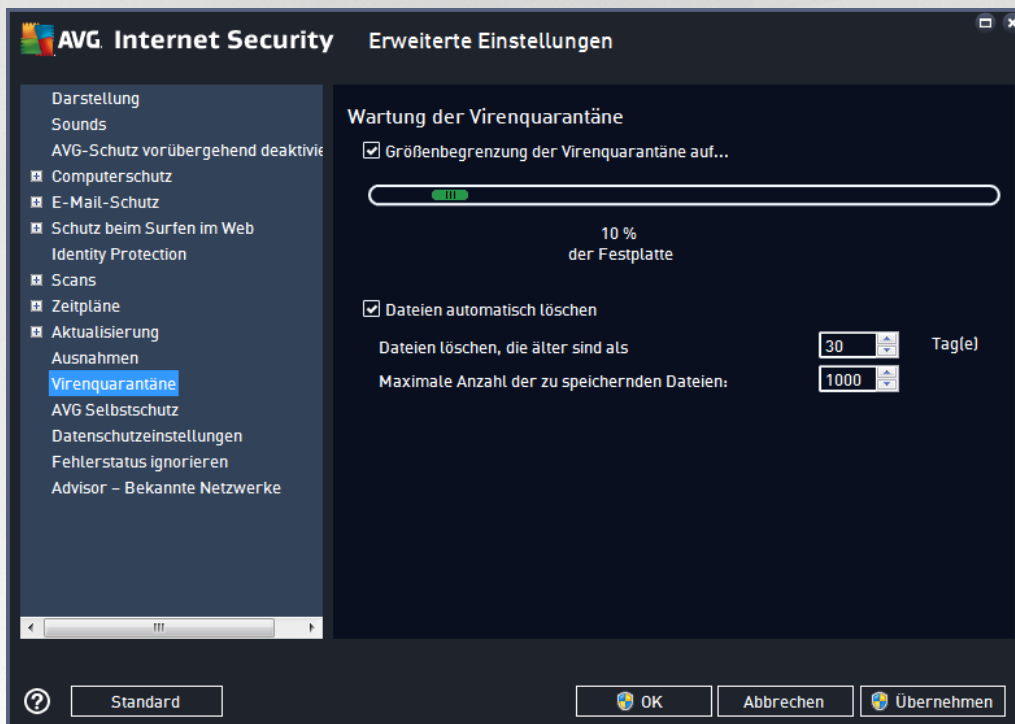 AVG Internet Security Erweiterte Einstellungen
Darstellung
Sounds
AVG-Schutz vorübergehend deaktivie
Computerschutz
E-Mail-Schutz
Schutz beim Surfen im Web
Identity Protection
Scans
Zeitpläne
Aktualisierung
Ausnahmen
Virenquarantäne
AVG Selbstschutz
Datenschutzeinstellungen
Fehlerstatus ignorieren
Advisor – Bekannte Netzwerke
Wartung der Virenquarantäne
Größenbegrenzung der Virenquarantäne auf...
10 %
der Festplatte
Dateien automatisch löschen
Dateien löschen, die älter sind als 30 Tag(e)
Maximale Anzahl der zu speichernden Dateien: 1000
? Standard OK Abbrechen Übernehmen